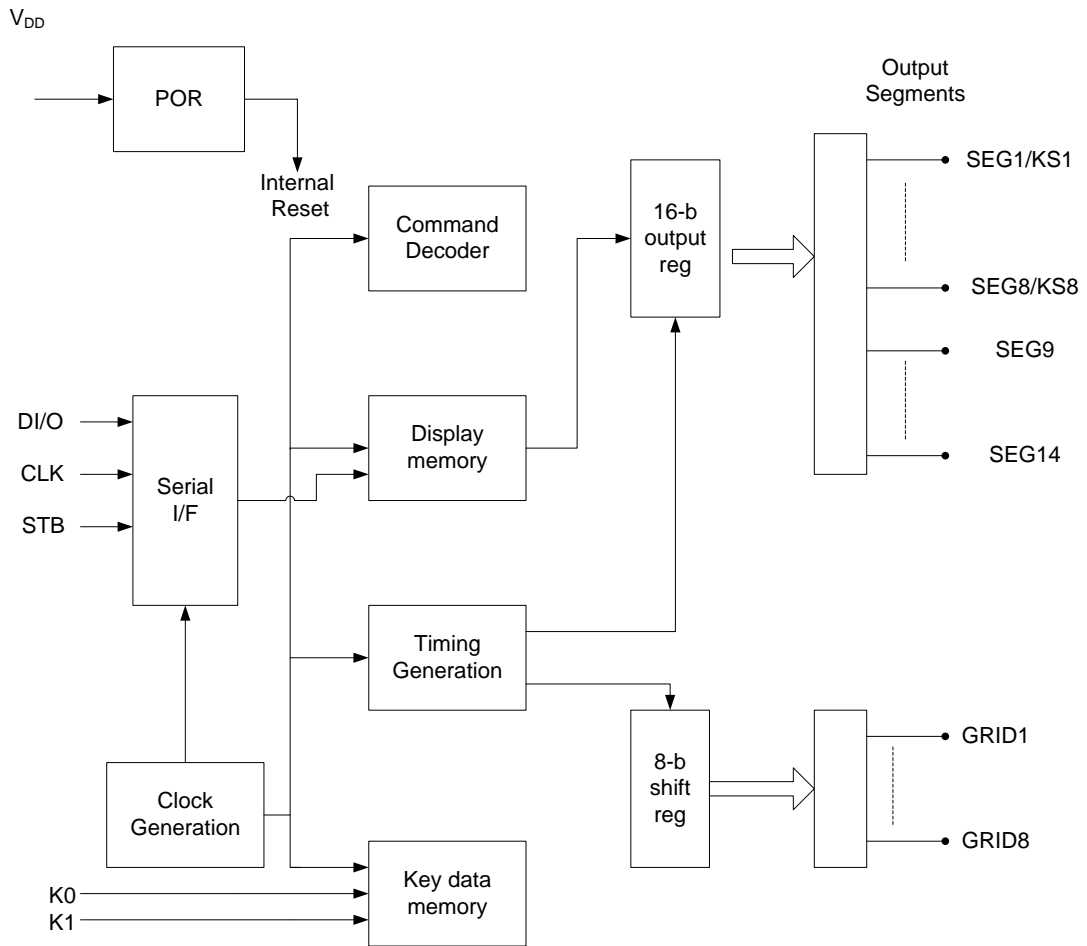 VDD
POR
Output
Segments
Internal
Reset
Command
Decoder
16-b
output
reg
SEG1/KS1
SEG8/KS8
SEG9
SEG14
DI/O
CLK
STB
Serial
I/F
Display
memory
Timing
Generation
Clock
Generation
8-b
shift
reg
GRID1
GRID8
K0
K1
Key data
memory